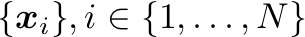 {𝒙ᵢ}, i ∈ {1, . . . , N}